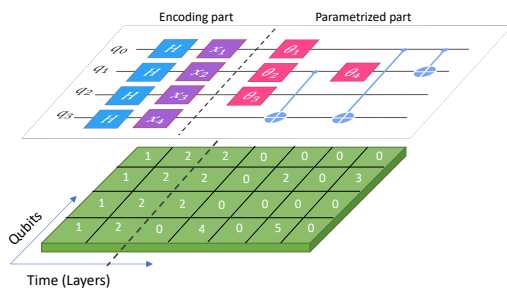 Encoding part Parametrized part
q₀ H x₁ θ₁
q₁ H x₂ θ₂ θ₄
q₂ H x₃ θ₃
q₃ H x₄
1 2 2 0 0 0 0
1 2 2 0 2 0 3
1 2 2 0 0 0 0
1 2 0 4 0 5 0
Qubits
Time (Layers)